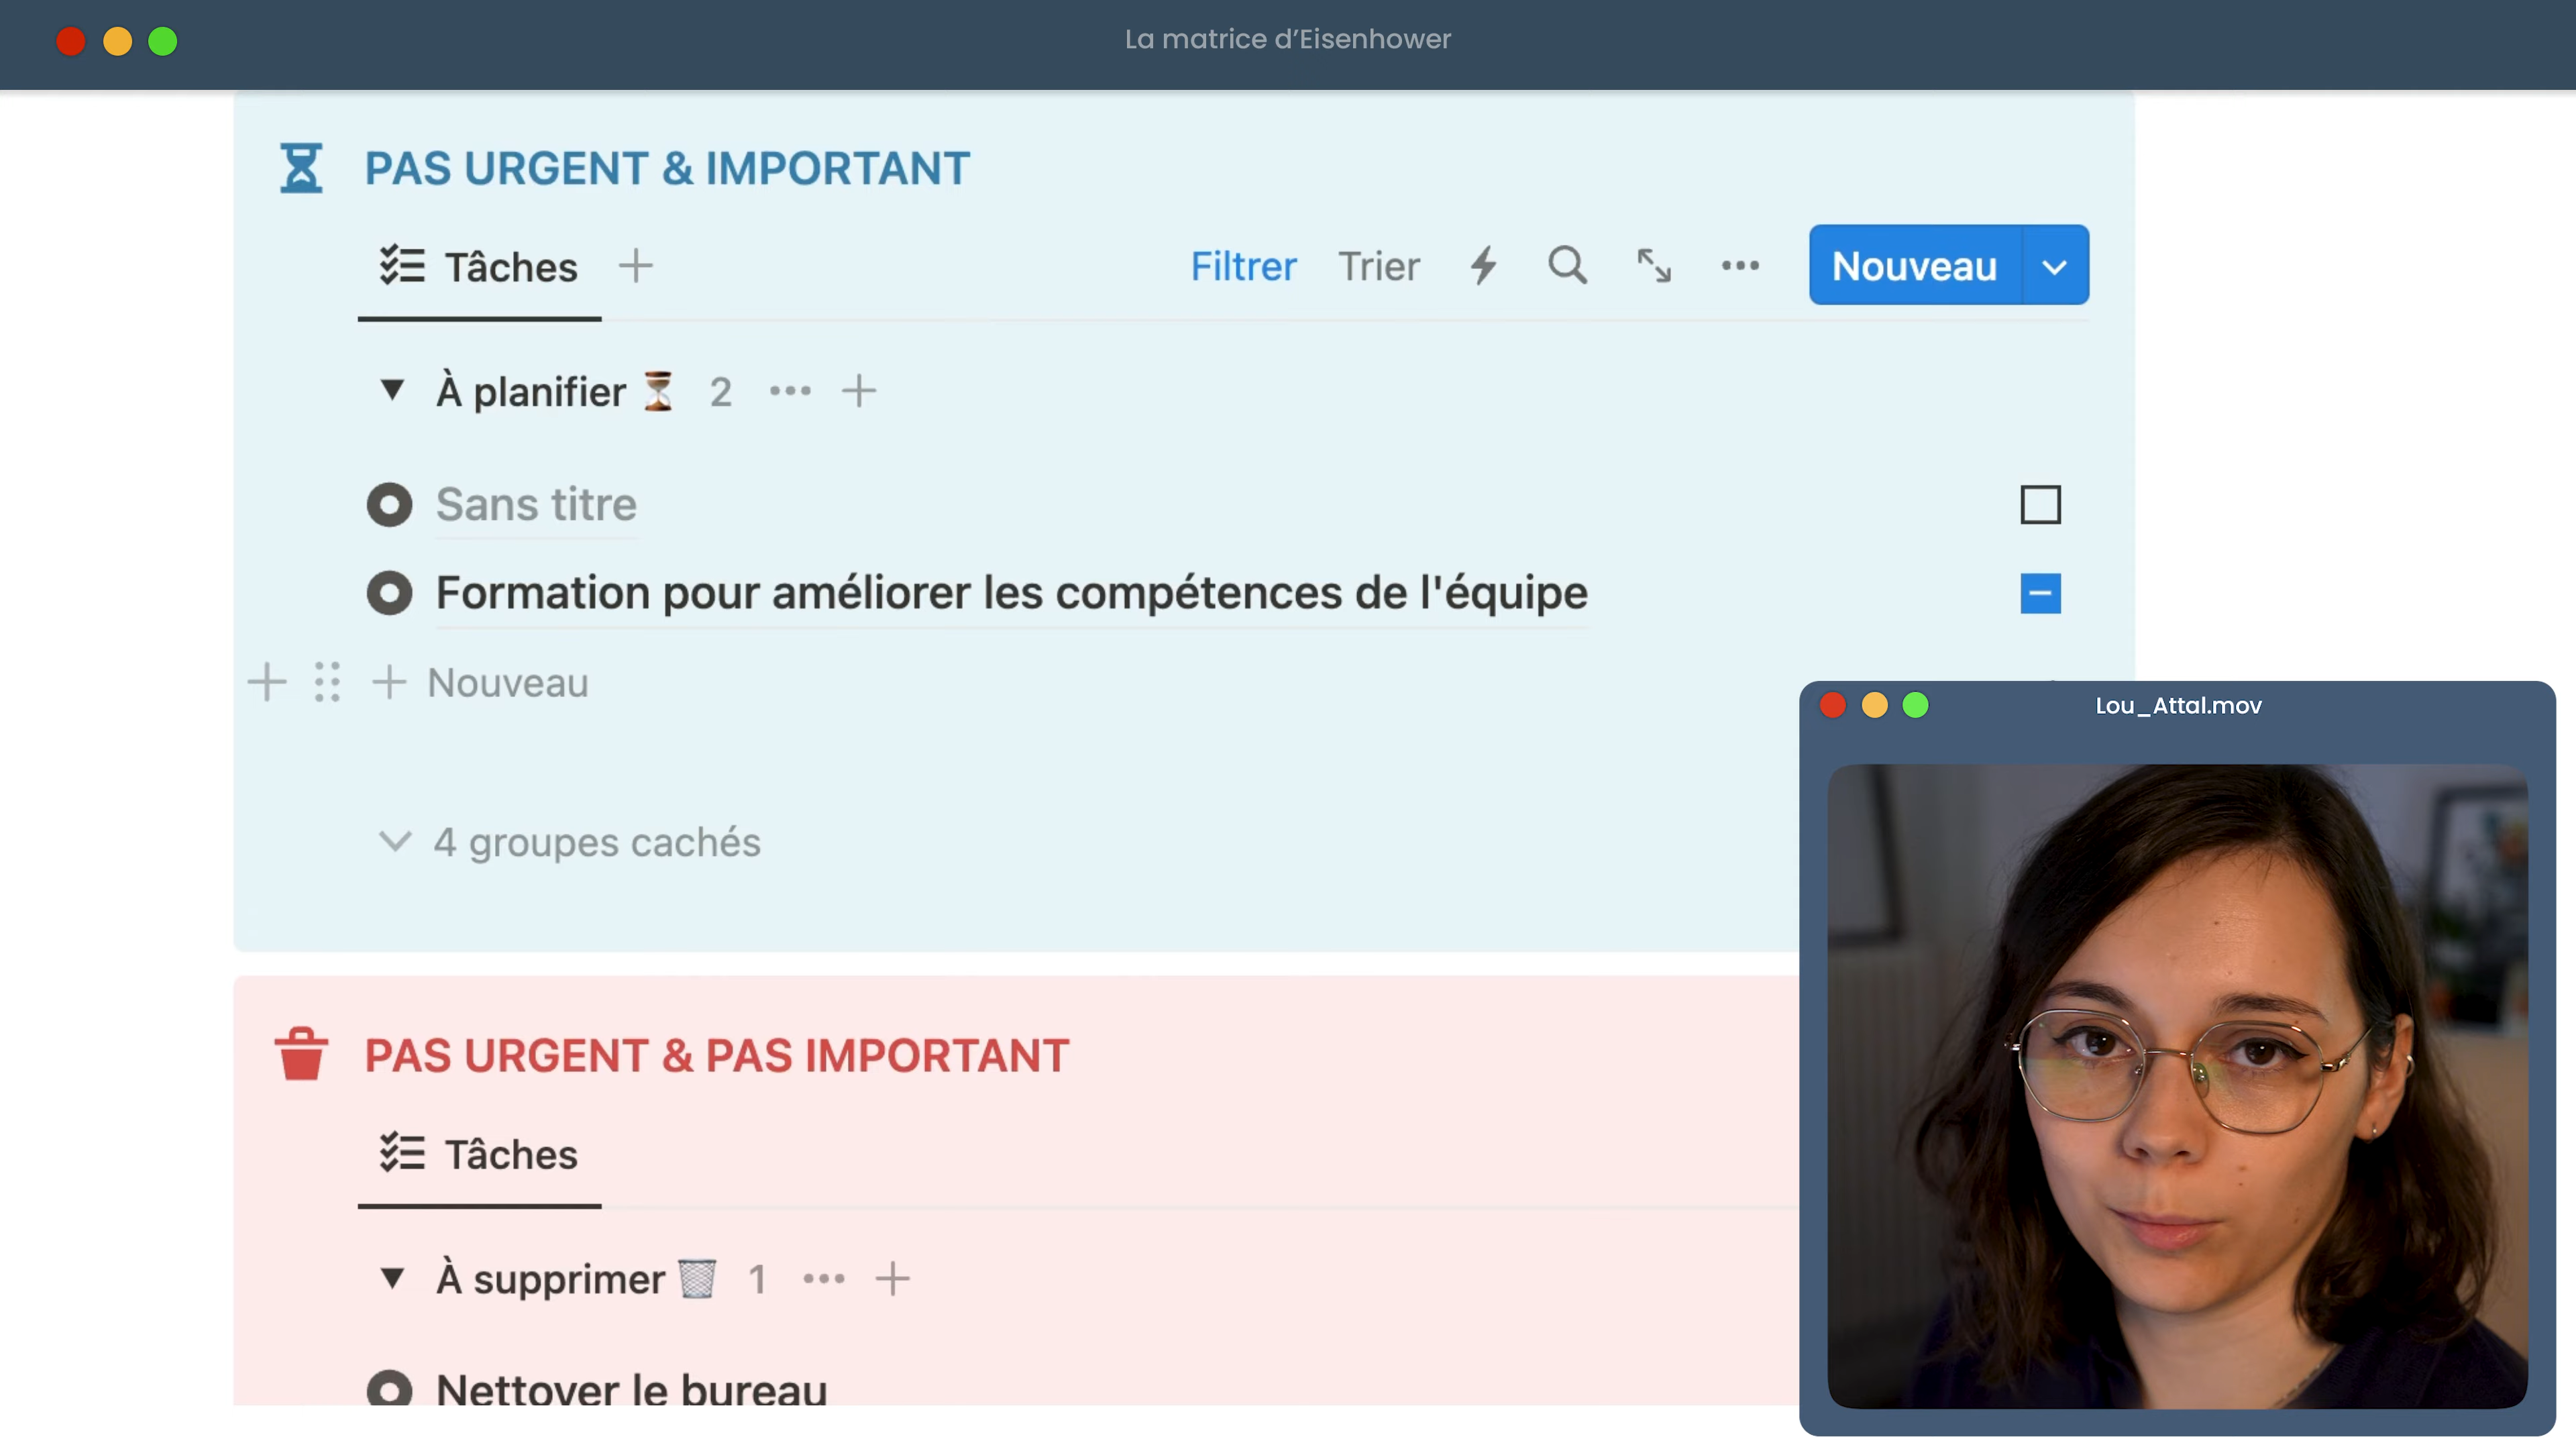 La matrice d’Eisenhower
PAS URGENT & IMPORTANT
Tâches
Filtrer Trier Nouveau
À planifier 2
Sans titre
Formation pour améliorer les compétences de l'équipe
Nouveau
4 groupes cachés
PAS URGENT & PAS IMPORTANT
Tâches
À supprimer 1
Nettoyer le bureau
Lou_Attal.mov